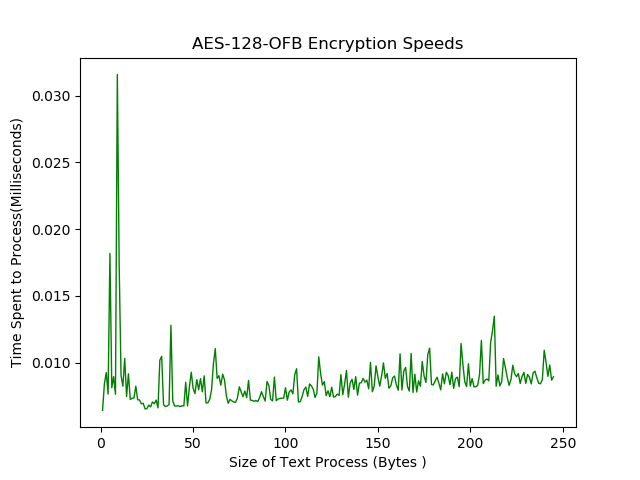 AES-128-OFB Encryption Speeds
Time Spent to Process(Milliseconds)
0.030
0.025
0.020
0.015
0.010
0 50 100 150 200 250
Size of Text Process (Bytes )